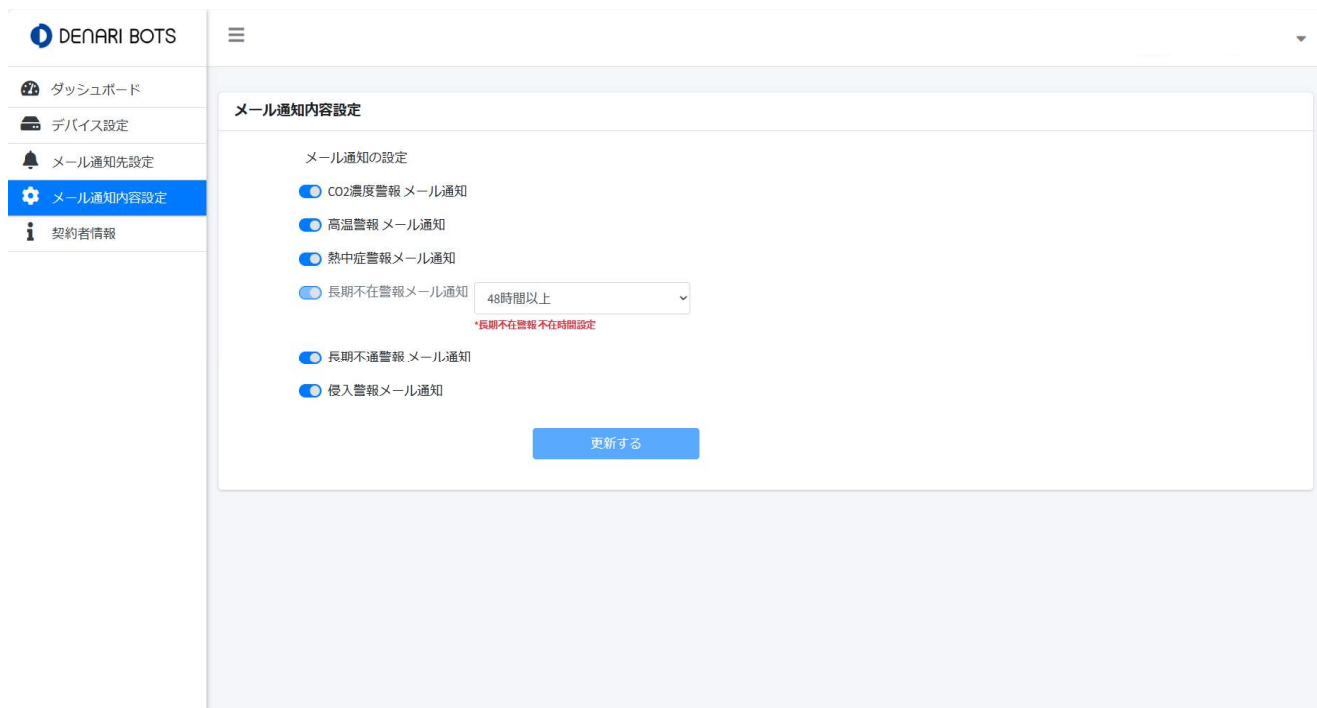 DENARI BOTS
ダッシュボード
デバイス設定
メール通知先設定
メール通知内容設定
契約者情報
メール通知内容設定
メール通知の設定
CO2濃度警報 メール通知
高温警報 メール通知
熱中症警報メール通知
長期不在警報メール通知
48時間以上
*長期不在警報 不在時間設定
長期不通警報 メール通知
侵入警報メール通知
更新する